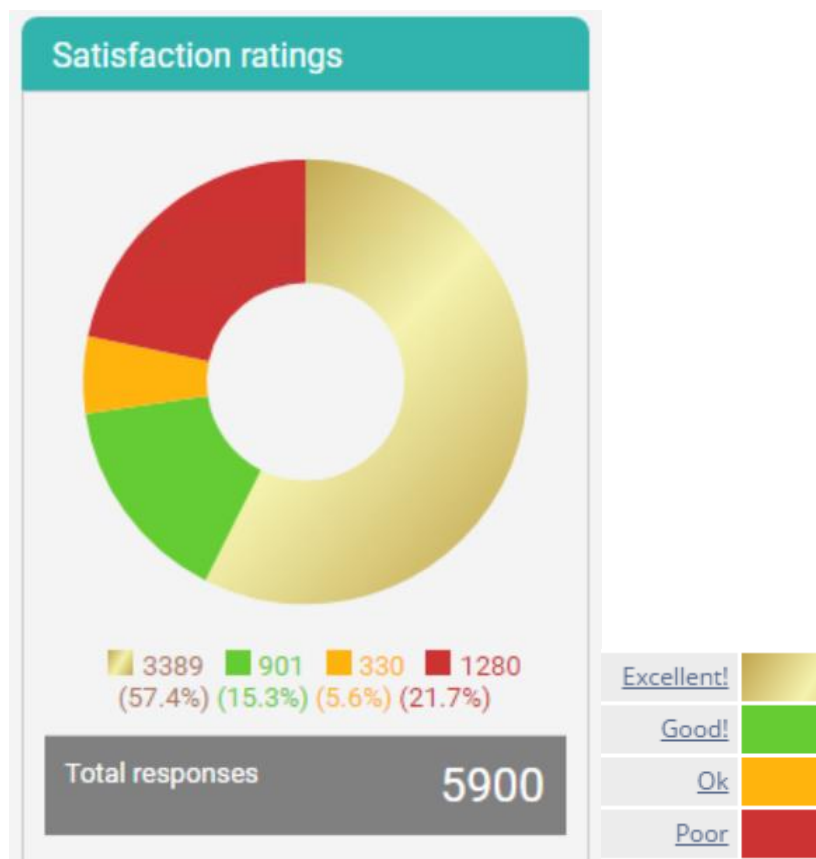 Satisfaction ratings
3389 901 330 1280
(57.4%) (15.3%) (5.6%) (21.7%)
Total responses 5900
Excellent!
Good!
Ok
Poor